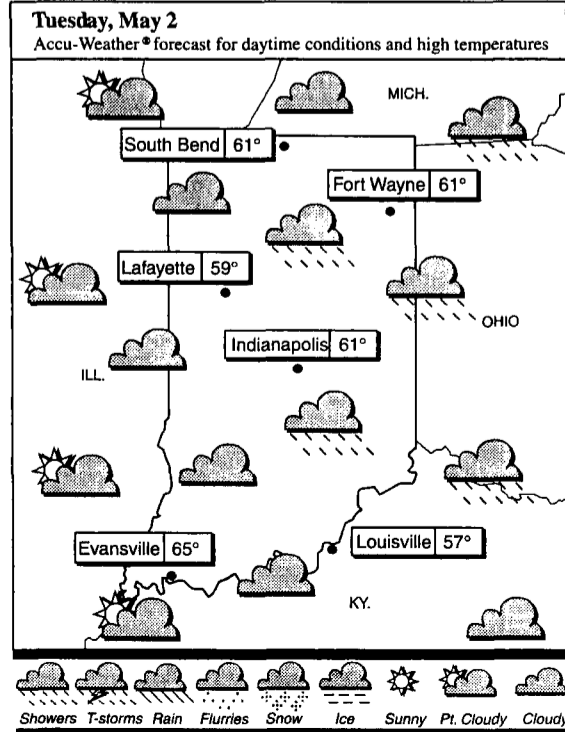 Tuesday, May 2
Accu-Weather® forecast for daytime conditions and high temperatures
MICH.
South Bend 61°
Fort Wayne 61°
Lafayette 59°
OHIO
Indianapolis 61°
ILL.
Evansville 65°
Louisville 57°
KY.
Showers T-storms Rain Flurries Snow Ice Sunny Pt. Cloudy Cloudy